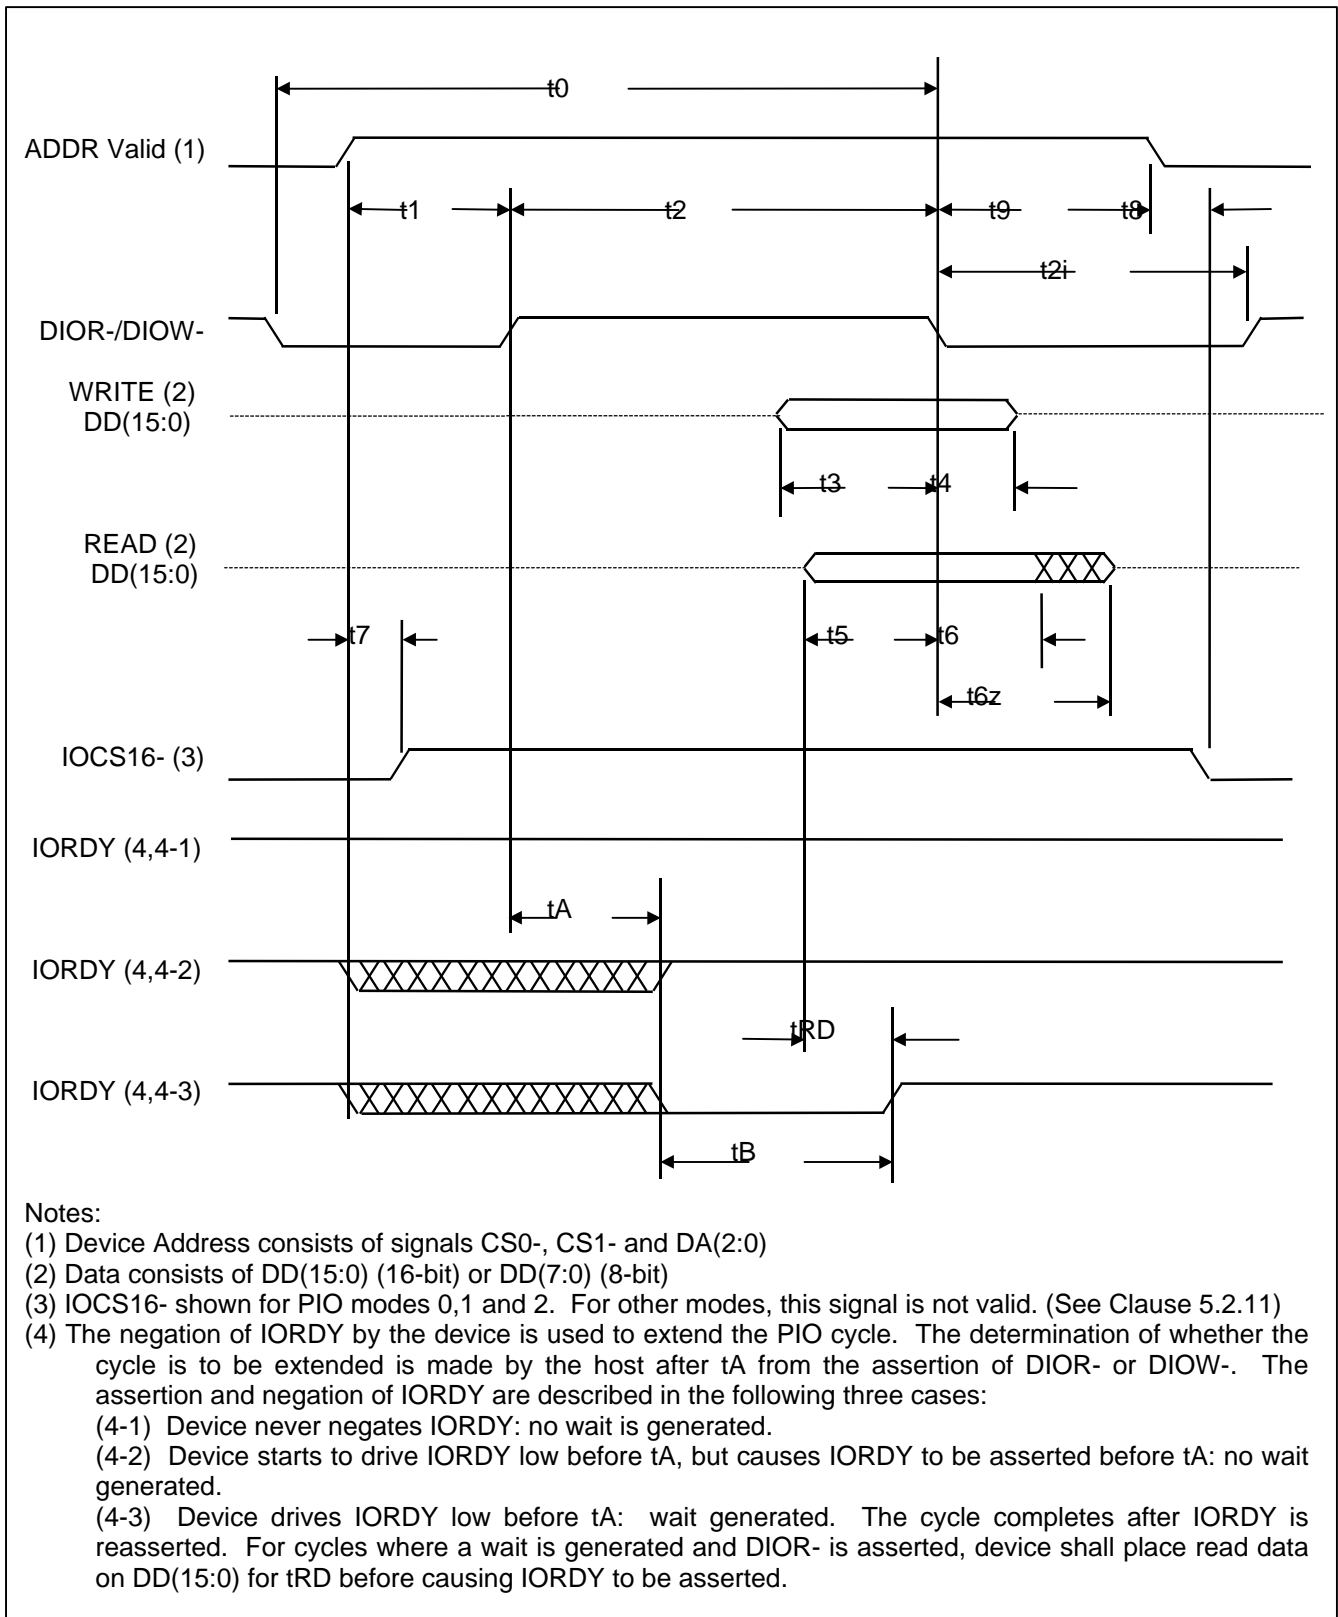 t0
ADDR Valid (1)
t1 t2 t9 t8
t2i
DIOR-/DIOW-
WRITE (2)
DD(15:0)
t3 t4
READ (2)
DD(15:0)
t7 t5 t6
t6z
IOCS16- (3)
IORDY (4,4-1)
tA
IORDY (4,4-2)
tRD
IORDY (4,4-3)
tB
Notes:
(1) Device Address consists of signals CS0-, CS1- and DA(2:0)
(2) Data consists of DD(15:0) (16-bit) or DD(7:0) (8-bit)
(3) IOCS16- shown for PIO modes 0,1 and 2. For other modes, this signal is not valid. (See Clause 5.2.11)
(4) The negation of IORDY by the device is used to extend the PIO cycle. The determination of whether the
cycle is to be extended is made by the host after tA from the assertion of DIOR- or DIOW-. The
assertion and negation of IORDY are described in the following three cases:
(4-1) Device never negates IORDY: no wait is generated.
(4-2) Device starts to drive IORDY low before tA, but causes IORDY to be asserted before tA: no wait
generated.
(4-3) Device drives IORDY low before tA: wait generated. The cycle completes after IORDY is
reasserted. For cycles where a wait is generated and DIOR- is asserted, device shall place read data
on DD(15:0) for tRD before causing IORDY to be asserted.